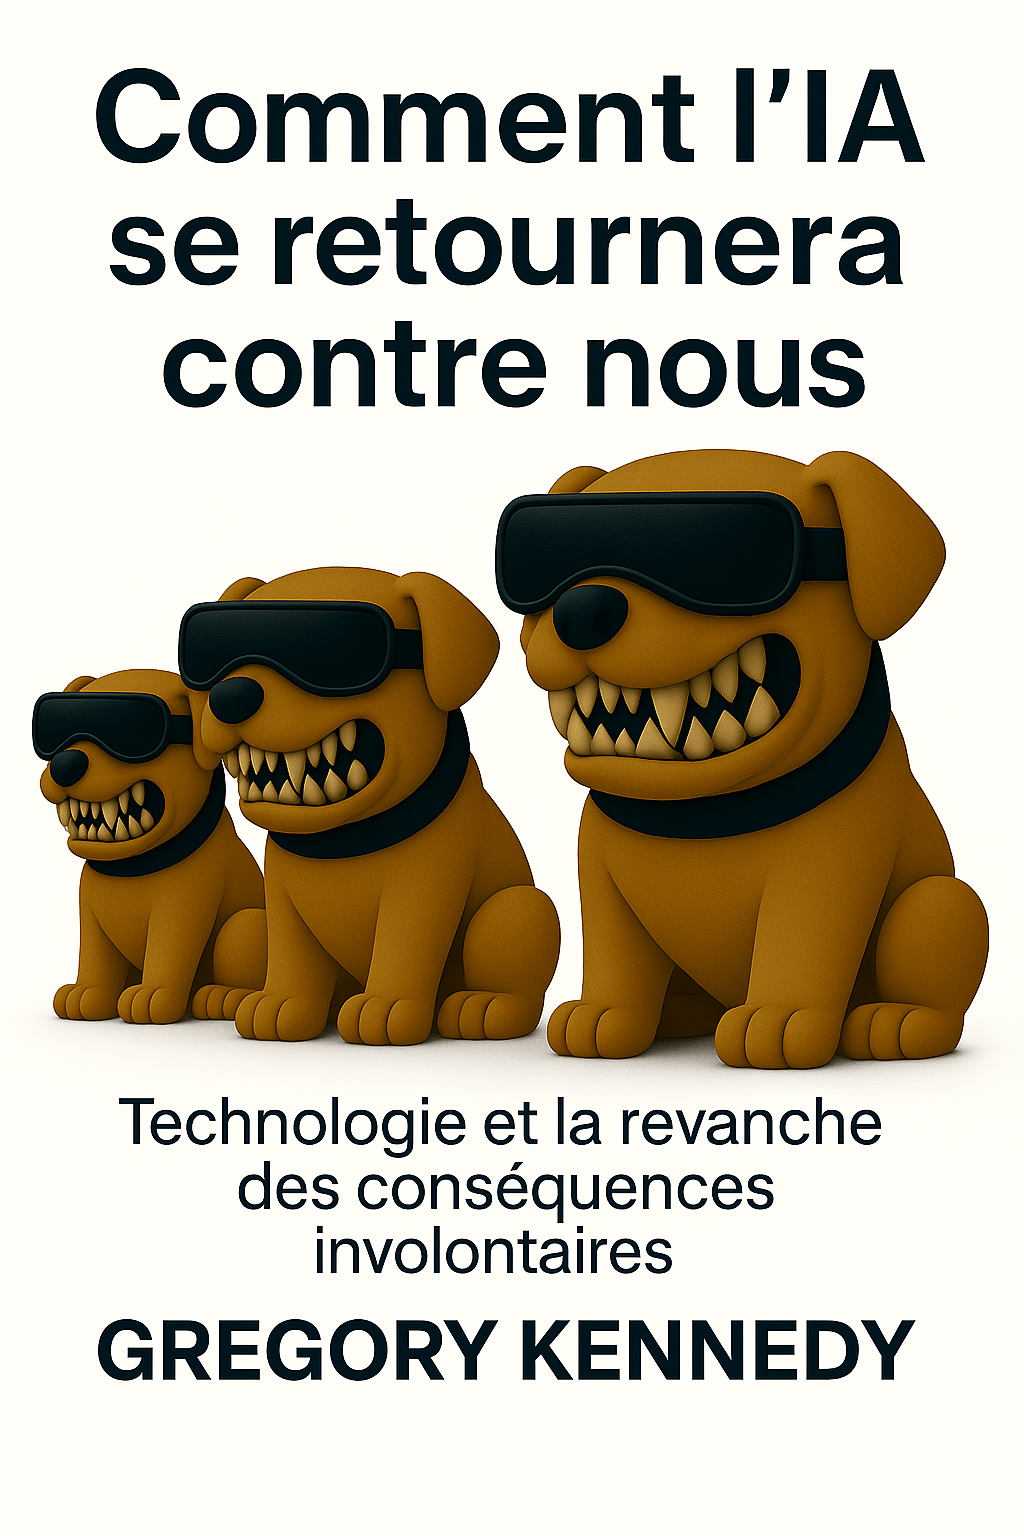 Comment l’IA
se retournera
contre nous
Technologie et la revanche
des conséquences
involontaires
GREGORY KENNEDY